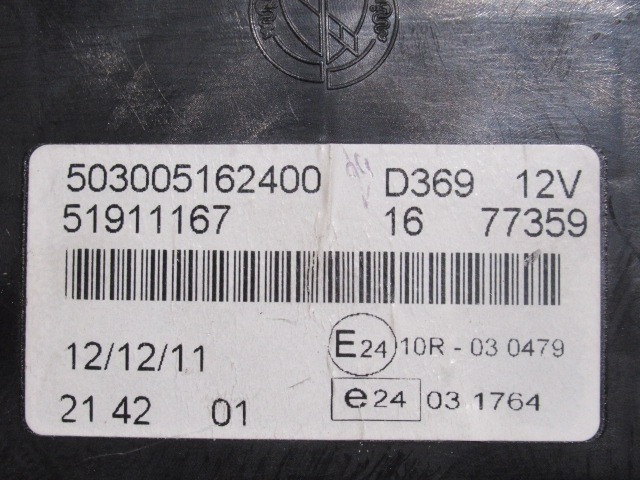 503005162400 D369 12V
51911167 16 77359
12/12/11
E24 10R - 03 0479
21 42 01
e24 03 1764